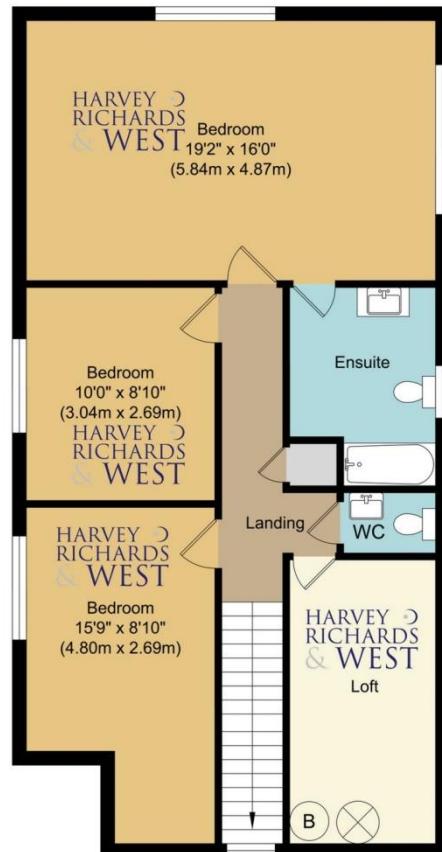 HARVEY
RICHARDS
& WEST
Bedroom
19'2" x 16'0"
(5.84m x 4.87m)
Bedroom
10'0" x 8'10"
(3.04m x 2.69m)
HARVEY
RICHARDS
& WEST
Ensuite
Landing
WC
HARVEY
RICHARDS
& WEST
Bedroom
15'9" x 8'10"
(4.80m x 2.69m)
HARVEY
RICHARDS
& WEST
Loft
B